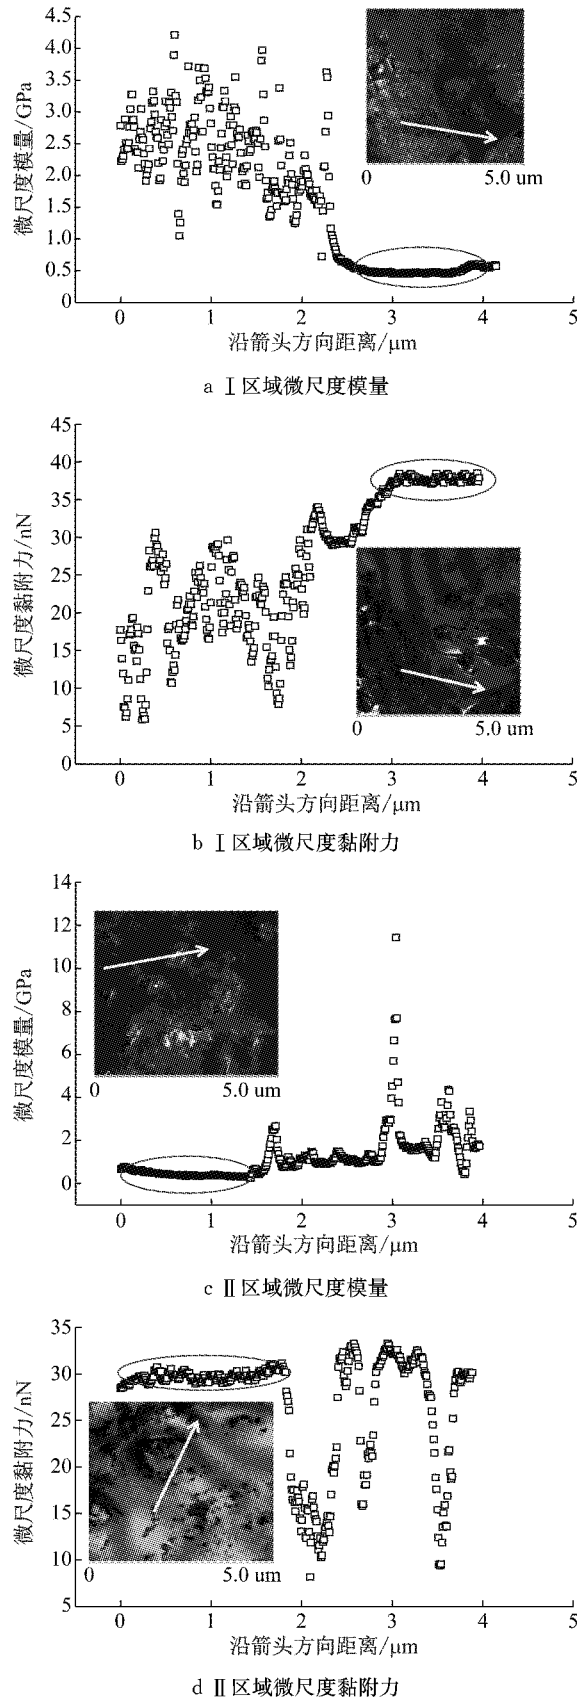 微尺度模量/GPa
4.5
4.0
3.5
3.0
2.5
2.0
1.5
1.0
0.5
0
0 5.0 um
0 1 2 3 4 5
沿箭头方向距离/μm
a Ⅰ区域微尺度模量
微尺度黏附力/nN
45
40
35
30
25
20
15
10
5
0
0 5.0 um
0 1 2 3 4 5
沿箭头方向距离/μm
b Ⅰ区域微尺度黏附力
微尺度模量/GPa
14
12
10
8
6
4
2
0
0 5.0 um
0 1 2 3 4 5
沿箭头方向距离/μm
c Ⅱ区域微尺度模量
微尺度黏附力/nN
35
30
25
20
15
10
5
0 5.0 um
0 1 2 3 4 5
沿箭头方向距离/μm
d Ⅱ区域微尺度黏附力